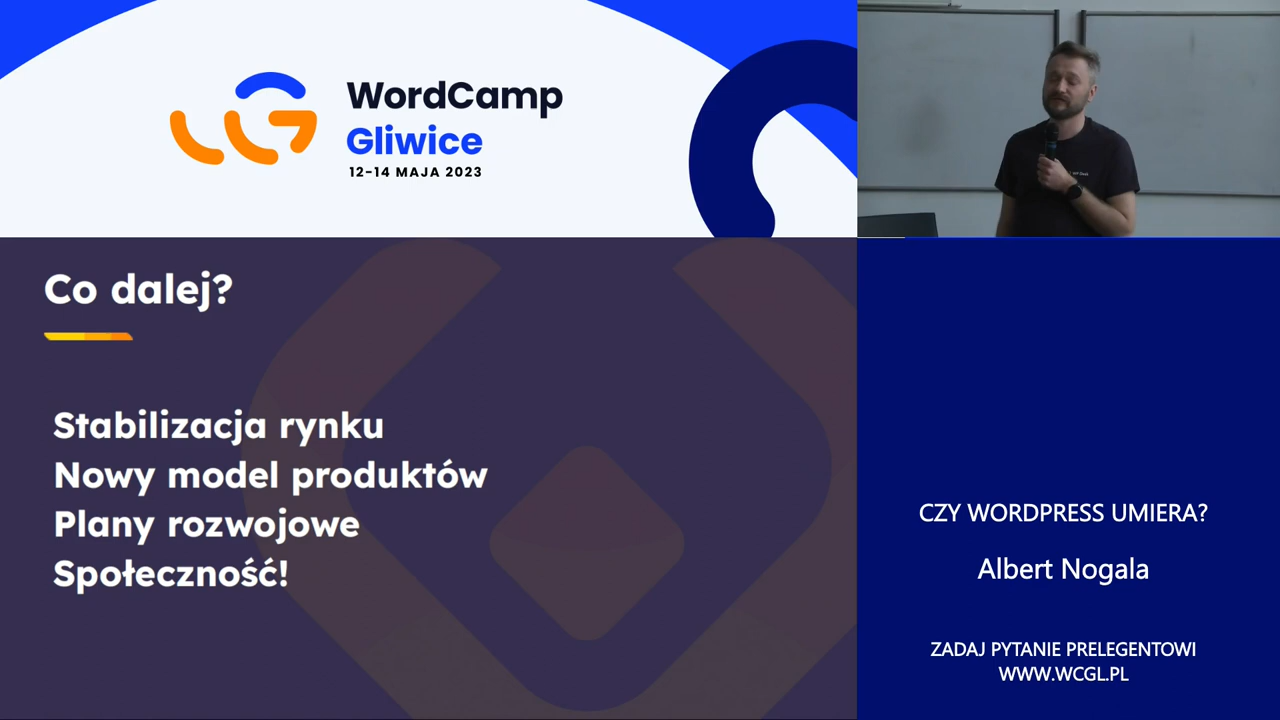 WordCamp
Gliwice
12-14 MAJA 2023
Co dalej?
Stabilizacja rynku
Nowy model produktów
Plany rozwojowe
Społeczność!
CZY WORDPRESS UMIERA?
Albert Nogala
ZADAJ PYTANIE PRELEGENTOWI
WWW.WCGL.PL